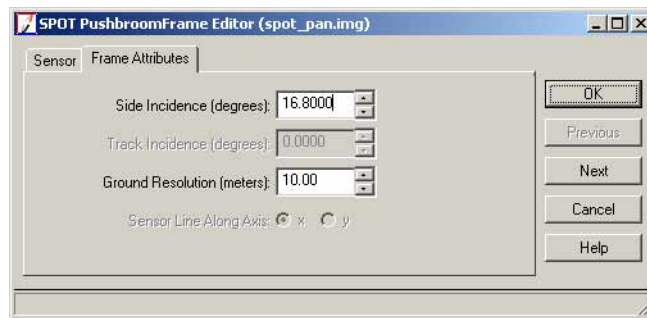 SPOT PushbroomFrame Editor (spot_pan.img)
Sensor Frame Attributes
Side Incidence (degrees): 16.8000
Track Incidence (degrees): 0.0000
Ground Resolution (meters): 10.00
Sensor Line Along Axis: x y
OK
Previous
Next
Cancel
Help